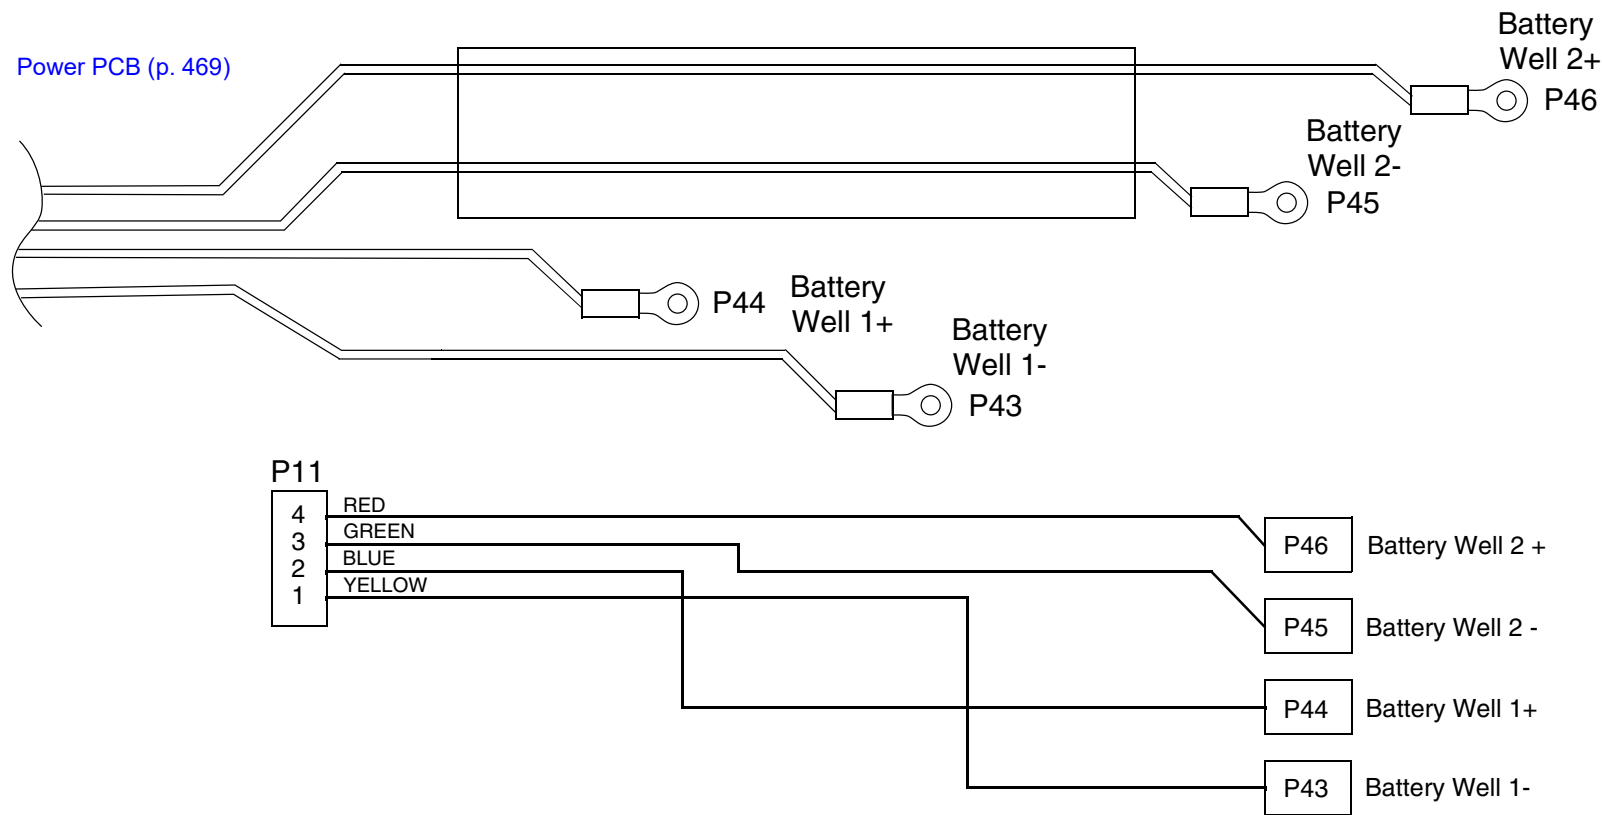 Battery
Well 2+
Power PCB (p. 469)
P46
Battery
Well 2-
P45
Battery
Well 1+
P44
Battery
Well 1-
P43
P11
4
RED
3
GREEN
2
BLUE
1
YELLOW
P46
Battery Well 2 +
P45
Battery Well 2 -
P44
Battery Well 1+
P43
Battery Well 1-